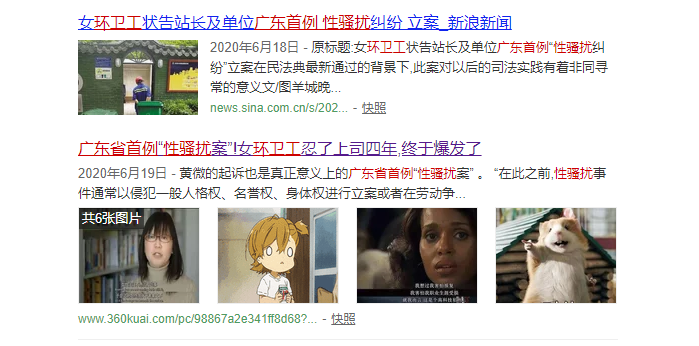 女环卫工状告站长及单位广东首例 性骚扰纠纷 立案_新浪新闻
2020年6月18日 - 原标题:女环卫工状告站长及单位广东首例“性骚扰纠
纷”立案在民法典最新通过的背景下,此案对以后的司法实践有着非同寻
常的意义文/图羊城晚...
news.sina.com.cn/s/202... - 快照
广东省首例“性骚扰案”!女环卫工忍了上司四年,终于爆发了
2020年6月19日 - 黄微的起诉也是真正意义上的广东省首例“性骚扰案” 。 “在此之前,性骚扰事
件通常以侵犯一般人格权、名誉权、身体权进行立案或者在劳动争...
共6张图片
www.360kuai.com/pc/98867a2e341ff8d68?... - 快照